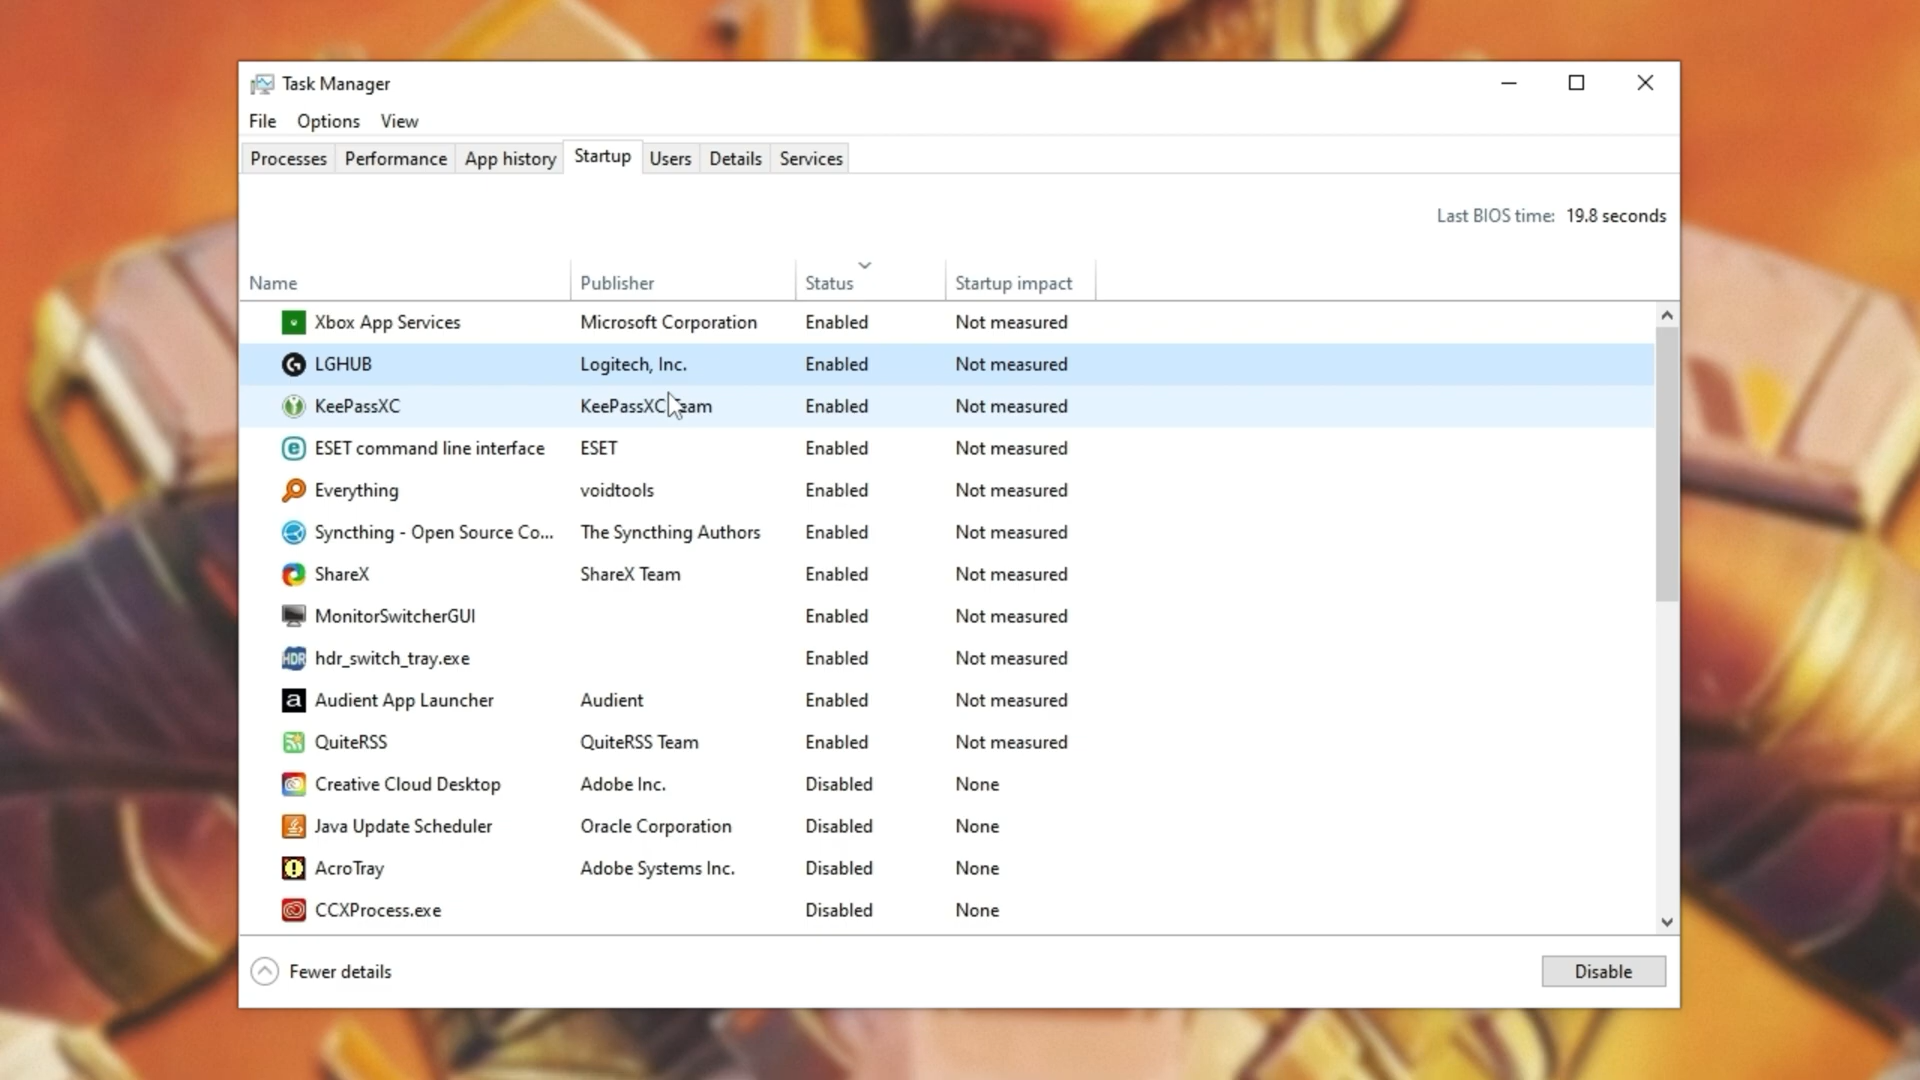 Task Manager
File Options View
Processes Performance App history Startup Users Details Services
Last BIOS time: 19.8 seconds
Name Publisher Status Startup impact
Xbox App Services Microsoft Corporation Enabled Not measured
LGHUB Logitech, Inc. Enabled Not measured
KeePassXC KeePassXC Team Enabled Not measured
ESET command line interface ESET Enabled Not measured
Everything voidtools Enabled Not measured
Syncthing - Open Source Co... The Syncthing Authors Enabled Not measured
ShareX ShareX Team Enabled Not measured
MonitorSwitcherGUI Enabled Not measured
HDR hdr_switch_tray.exe Enabled Not measured
a Audient App Launcher Audient Enabled Not measured
QuiteRSS QuiteRSS Team Enabled Not measured
Creative Cloud Desktop Adobe Inc. Disabled None
Java Update Scheduler Oracle Corporation Disabled None
AcroTray Adobe Systems Inc. Disabled None
CCXProcess.exe Disabled None
Fewer details Disable